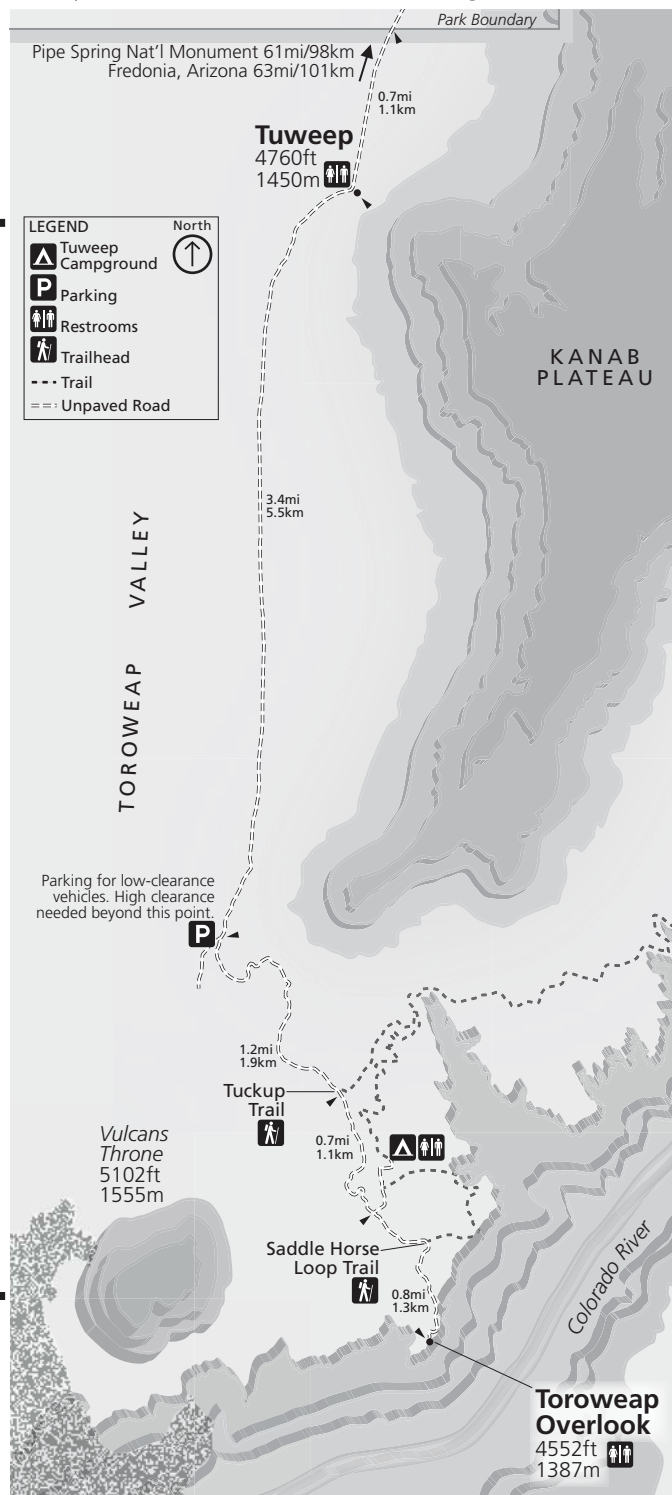 Park Boundary
Pipe Spring Nat'l Monument 61mi/98km
Fredonia, Arizona 63mi/101km
0.7mi
1.1km
Tuweep
4760ft
1450m
LEGEND
North
Tuweep
Campground
P
Parking
Restrooms
Trailhead
Trail
Unpaved Road
KANAB
PLATEAU
3.4mi
5.5km
TOROWEAP VALLEY
Parking for low-clearance
vehicles. High clearance
needed beyond this point.
P
1.2mi
1.9km
Tuckup
Trail
0.7mi
1.1km
Vulcans
Throne
5102ft
1555m
Saddle Horse
Loop Trail
0.8mi
1.3km
Colorado River
Toroweap
Overlook
4552ft
1387m